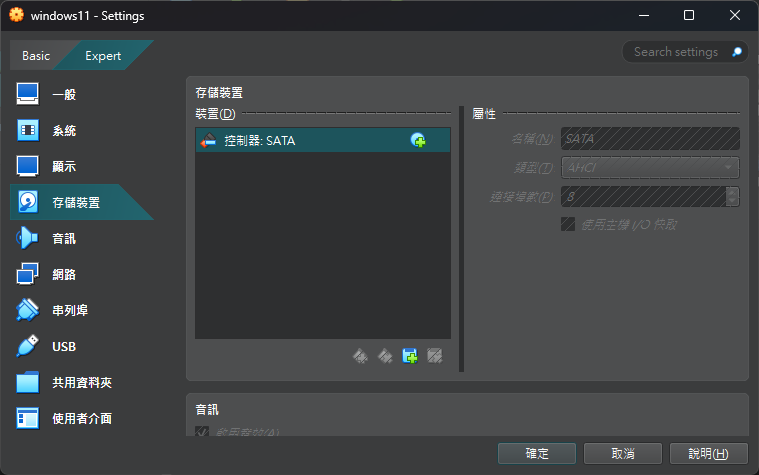 windows11 - Settings
Basic
Expert
Search settings
一般
系統
顯示
存儲裝置
音訊
網路
串列埠
USB
共用資料夾
使用者介面
存儲裝置
裝置(D)
控制器: SATA
屬性
名稱(N)
SATA
類型(T)
AHCI
連接埠數(P)
8
使用主機 I/O 快取
音訊
啟用音效(A)
確定
取消
說明(H)